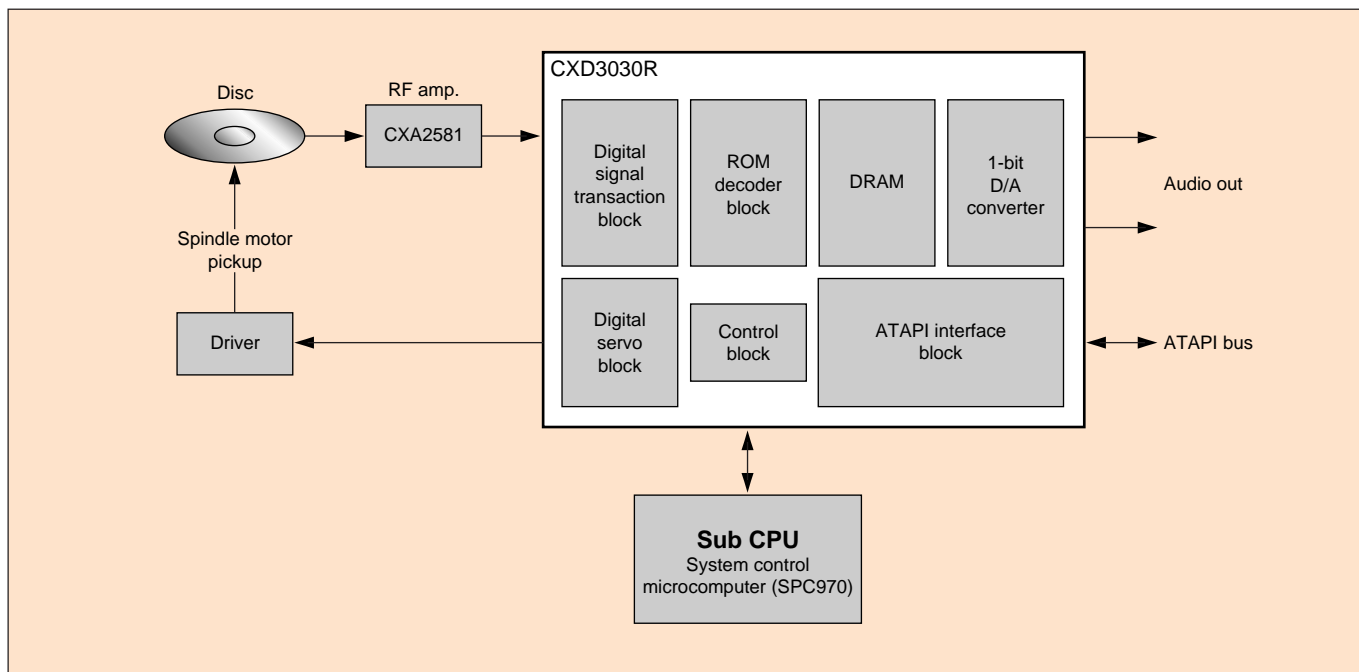 CXD3030R
Disc
RF amp.
CXA2581
Digital
signal
transaction
block
ROM
decoder
block
DRAM
1-bit
D/A
converter
Audio out
Spindle motor
pickup
Driver
Digital
servo
block
Control
block
ATAPI interface
block
ATAPI bus
Sub CPU
System control
microcomputer (SPC970)